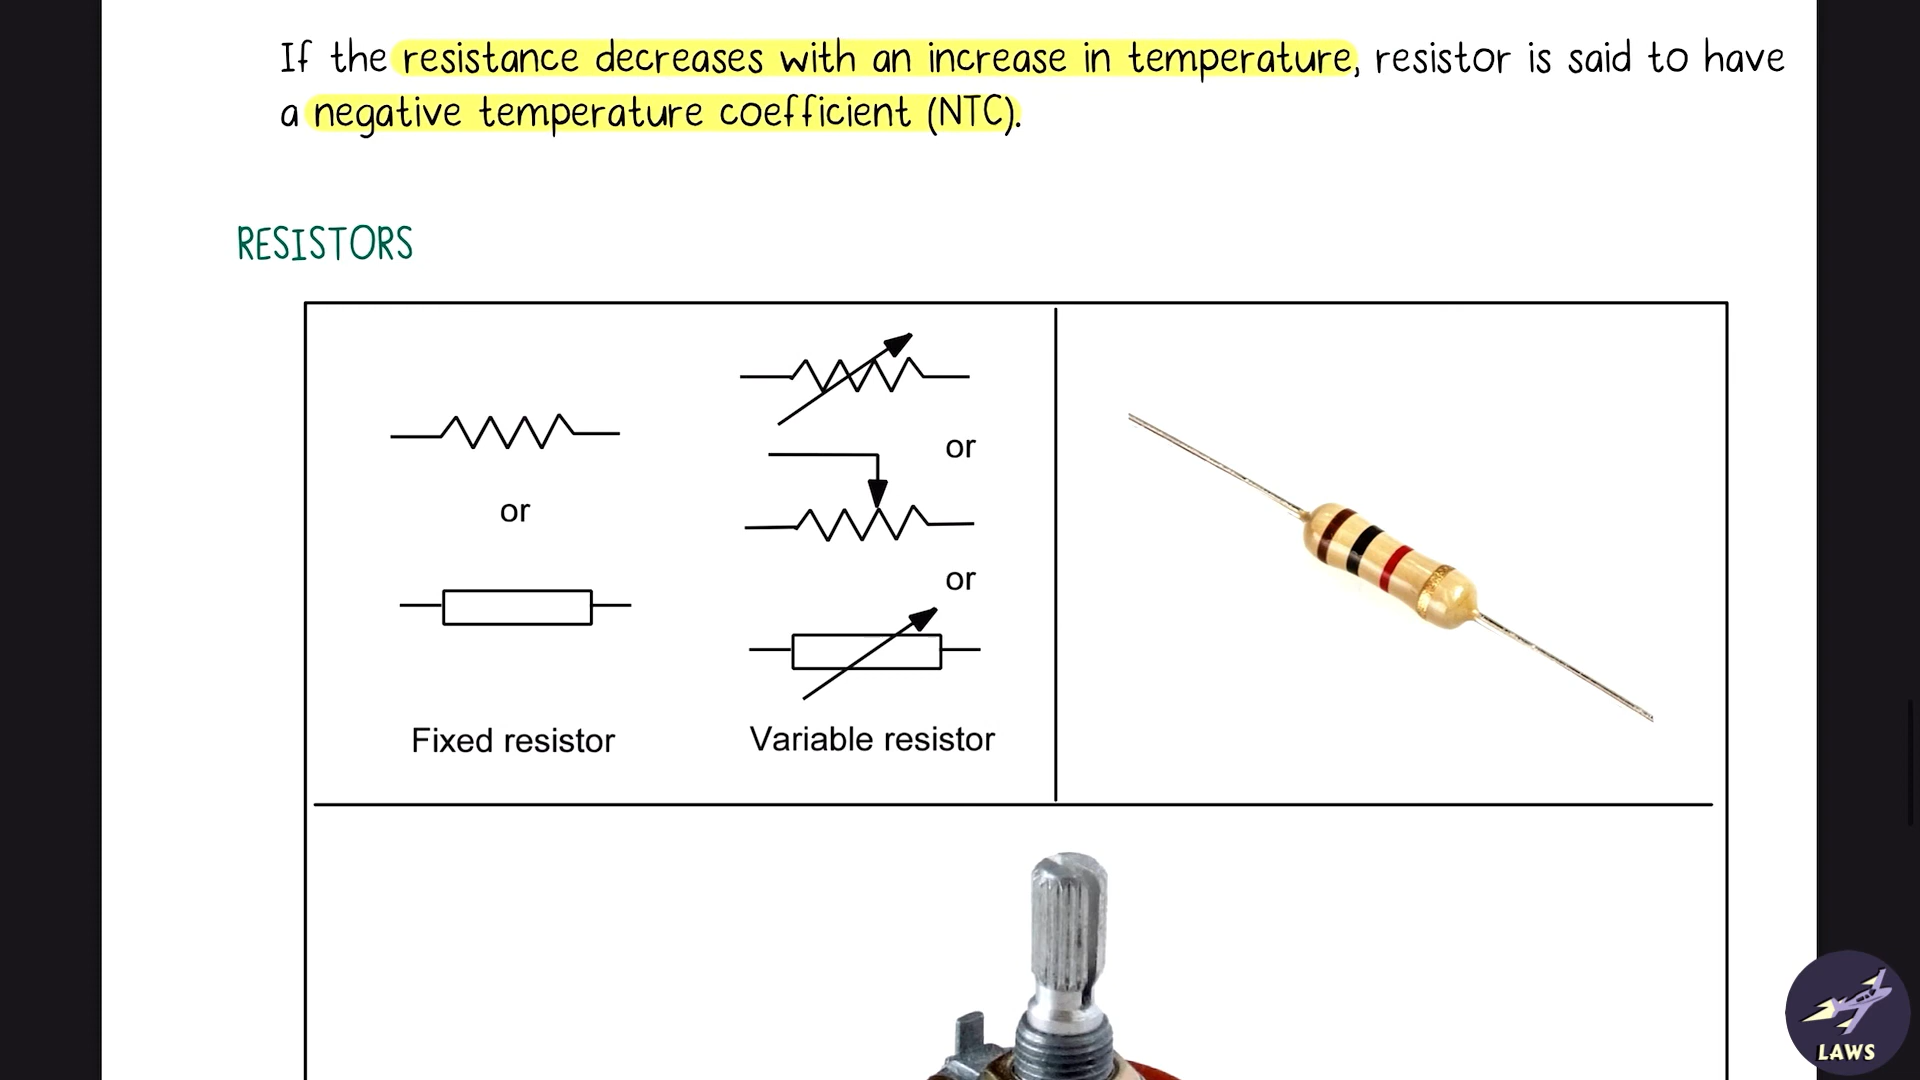 If the resistance decreases with an increase in temperature, resistor is said to have
a negative temperature coefficient (NTC).
RESISTORS
or
or
or
Fixed resistor
Variable resistor
LAWS